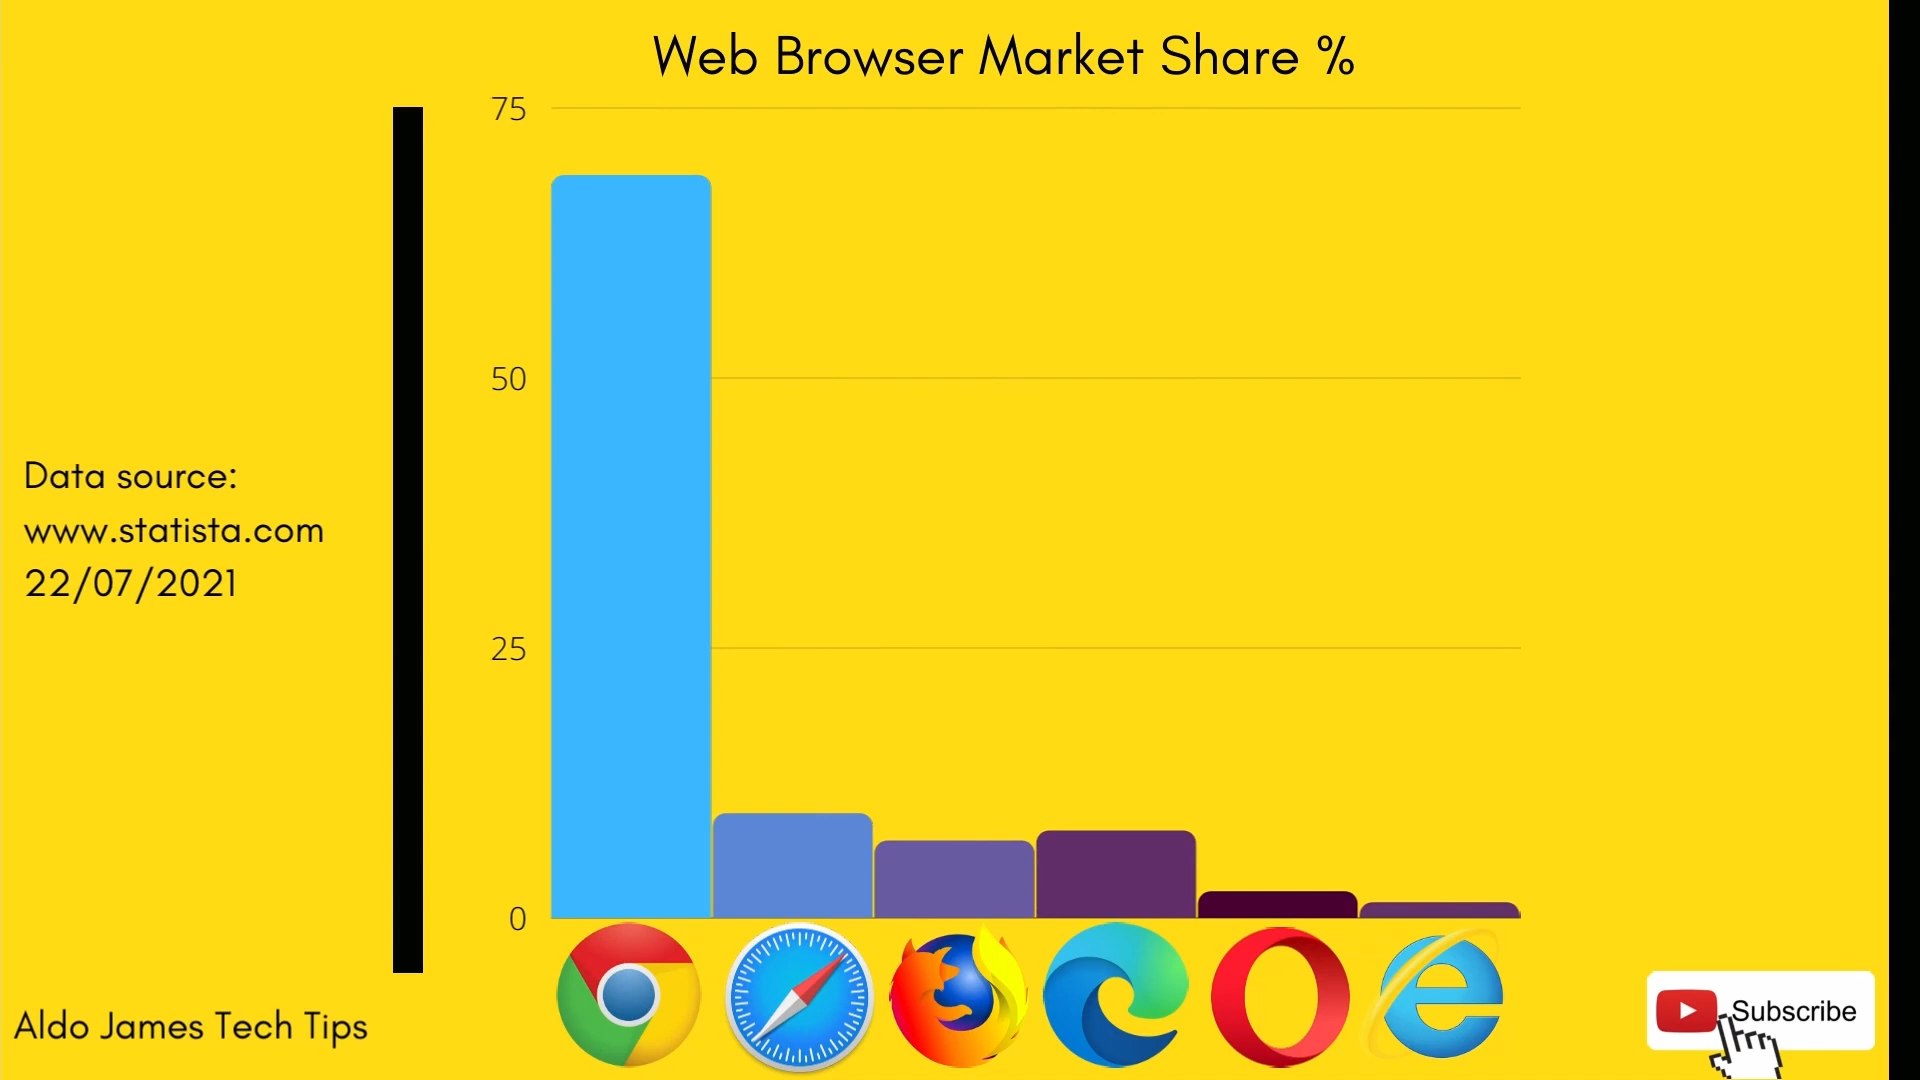 Web Browser Market Share %
75
50
25
0
Data source:
www.statista.com
22/07/2021
Aldo James Tech Tips
Subscribe